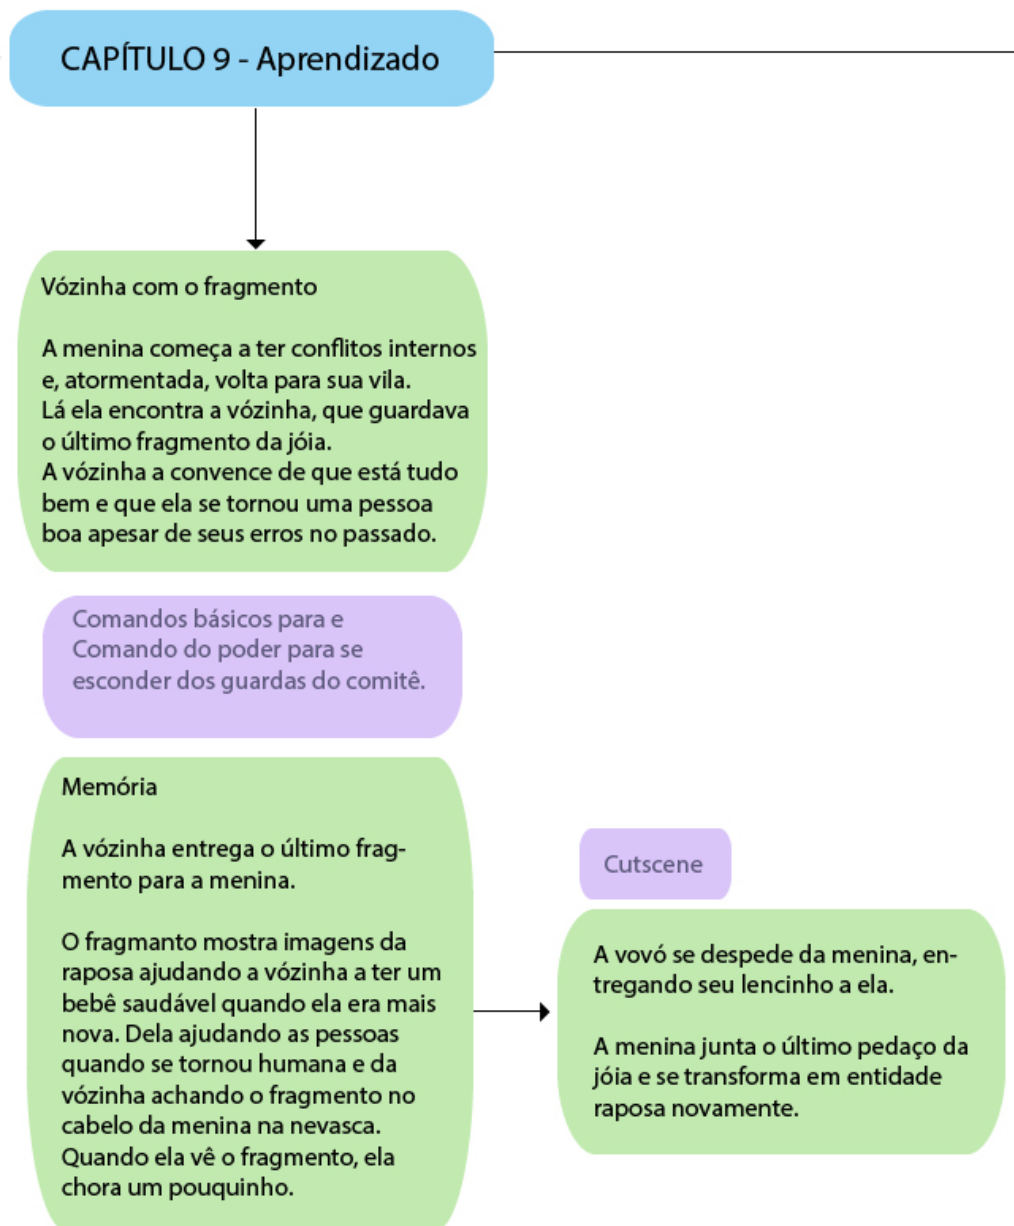 CAPÍTULO 9 - Aprendizado
Vózinha com o fragmento
A menina começa a ter conflitos internos
e, atormentada, volta para sua vila.
Lá ela encontra a vózinha, que guardava
o último fragmento da jóia.
A vózinha a convence de que está tudo
bem e que ela se tornou uma pessoa
boa apesar de seus erros no passado.
Comandos básicos para e
Comando do poder para se
esconder dos guardas do comitê.
Memória
A vózinha entrega o último frag-
mento para a menina.
O fragmanto mostra imagens da
raposa ajudando a vózinha a ter um
bebê saudável quando ela era mais
nova. Dela ajudando as pessoas
quando se tornou humana e da
vózinha achando o fragmento no
cabelo da menina na nevasca.
Quando ela vê o fragmento, ela
chora um pouquinho.
Cutscene
A vovó se despede da menina, en-
tregando seu lencinho a ela.
A menina junta o último pedaço da
jóia e se transforma em entidade
raposa novamente.